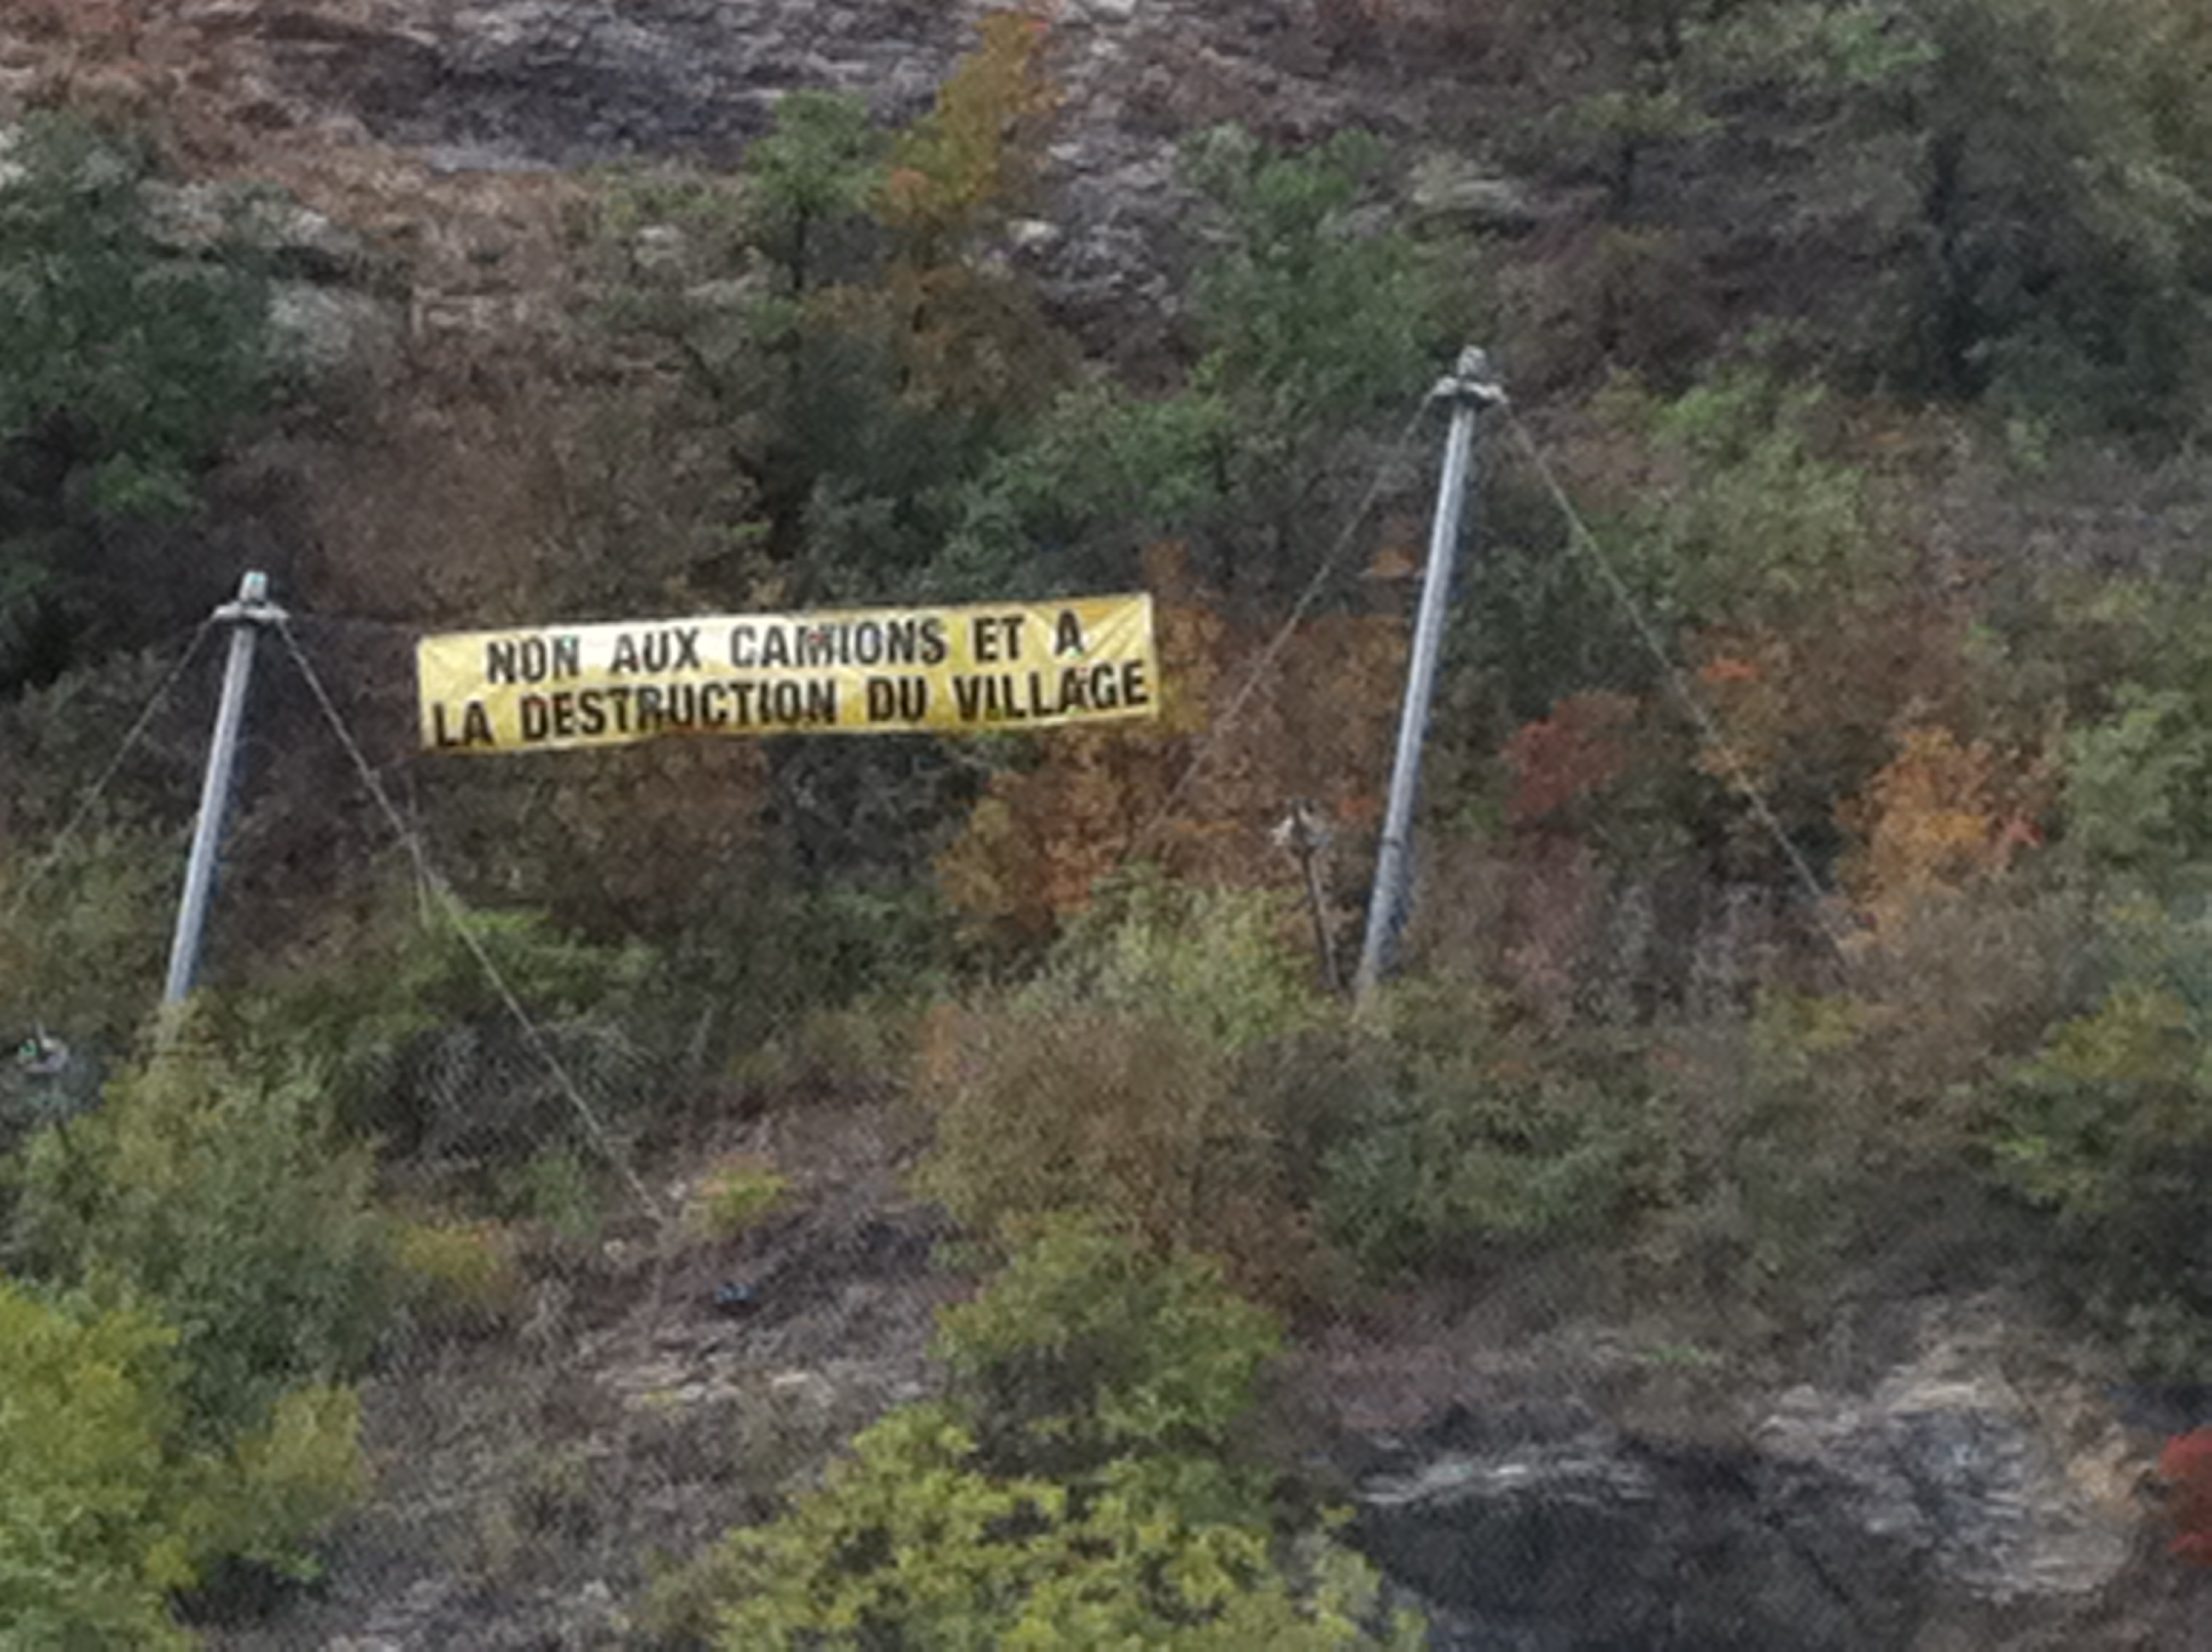 NON AUX CAMIONS ET A
LA DESTRUCTION DU VILLAGE